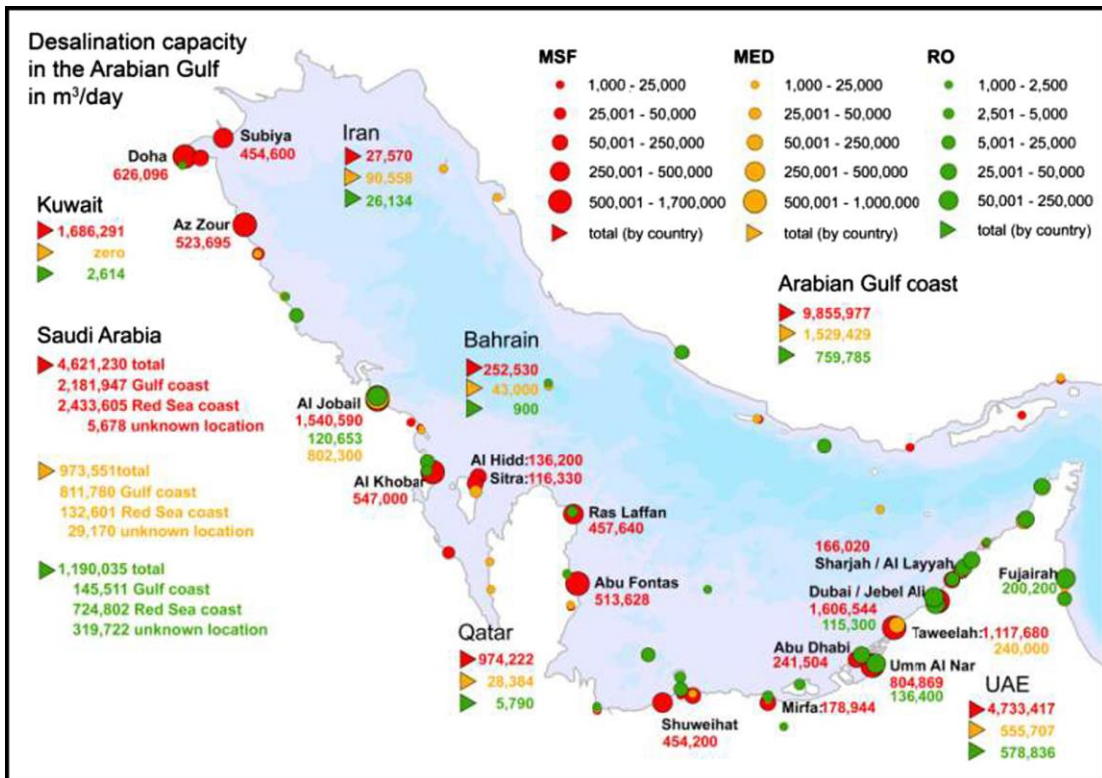 Desalination capacity
in the Arabian Gulf
in m³/day
MSF
1,000 - 25,000
25,001 - 50,000
50,001 - 250,000
250,001 - 500,000
500,001 - 1,700,000
total (by country)
MED
1,000 - 25,000
25,001 - 50,000
50,001 - 250,000
250,001 - 500,000
500,001 - 1,000,000
total (by country)
RO
1,000 - 2,500
2,501 - 5,000
5,001 - 25,000
25,001 - 50,000
50,001 - 250,000
total (by country)
Subiya
454,600
Doha
626,096
Iran
27,570
90,558
26,134
Kuwait
1,686,291
zero
2,614
Az Zour
523,695
Arabian Gulf coast
9,855,977
1,529,429
759,785
Saudi Arabia
4,621,230 total
2,181,947 Gulf coast
2,433,605 Red Sea coast
5,678 unknown location
973,551total
811,780 Gulf coast
132,601 Red Sea coast
29,170 unknown location
1,190,035 total
145,511 Gulf coast
724,802 Red Sea coast
319,722 unknown location
Bahrain
252,530
43,000
900
Al Jobail
1,540,590
120,653
802,300
Al Hidd:136,200
Sitra:116,330
Al Khobar
547,000
Ras Laffan
457,640
Abu Fontas
513,628
Qatar
974,222
28,384
5,790
166,020
Sharjah / Al Layyah
Dubai / Jebel Ali
1,606,544
115,300
Fujairah
200,200
Taweelah:1,117,680
240,000
Abu Dhabi
241,504
Umm Al Nar
804,869
136,400
Mirfa:178,944
Shuweihat
454,200
UAE
4,733,417
555,707
578,836